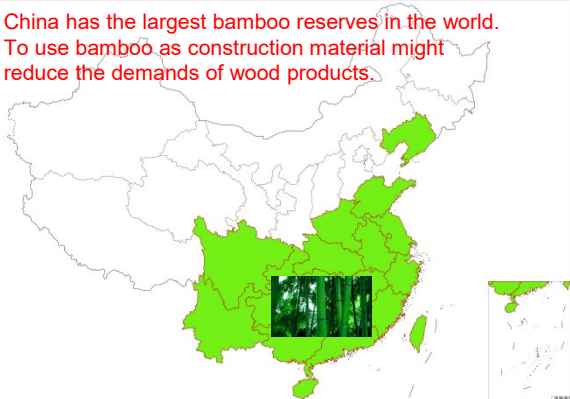 China has the largest bamboo reserves in the world.
To use bamboo as construction material might
reduce the demands of wood products.